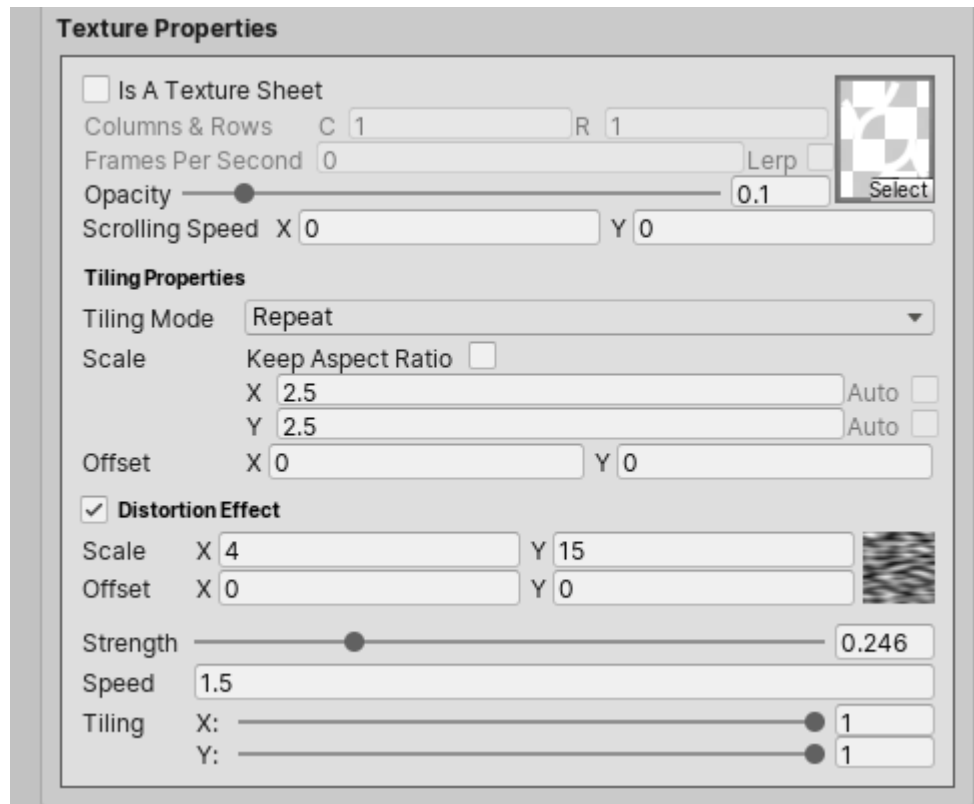 Texture Properties
Is A Texture Sheet
Columns & Rows C 1 R 1
Frames Per Second 0 Lerp
Opacity 0.1 Select
Scrolling Speed X 0 Y 0
Tiling Properties
Tiling Mode Repeat
Scale Keep Aspect Ratio
X 2.5 Auto
Y 2.5 Auto
Offset X 0 Y 0
Distortion Effect
Scale X 4 Y 15
Offset X 0 Y 0
Strength 0.246
Speed 1.5
Tiling X: 1
Y: 1